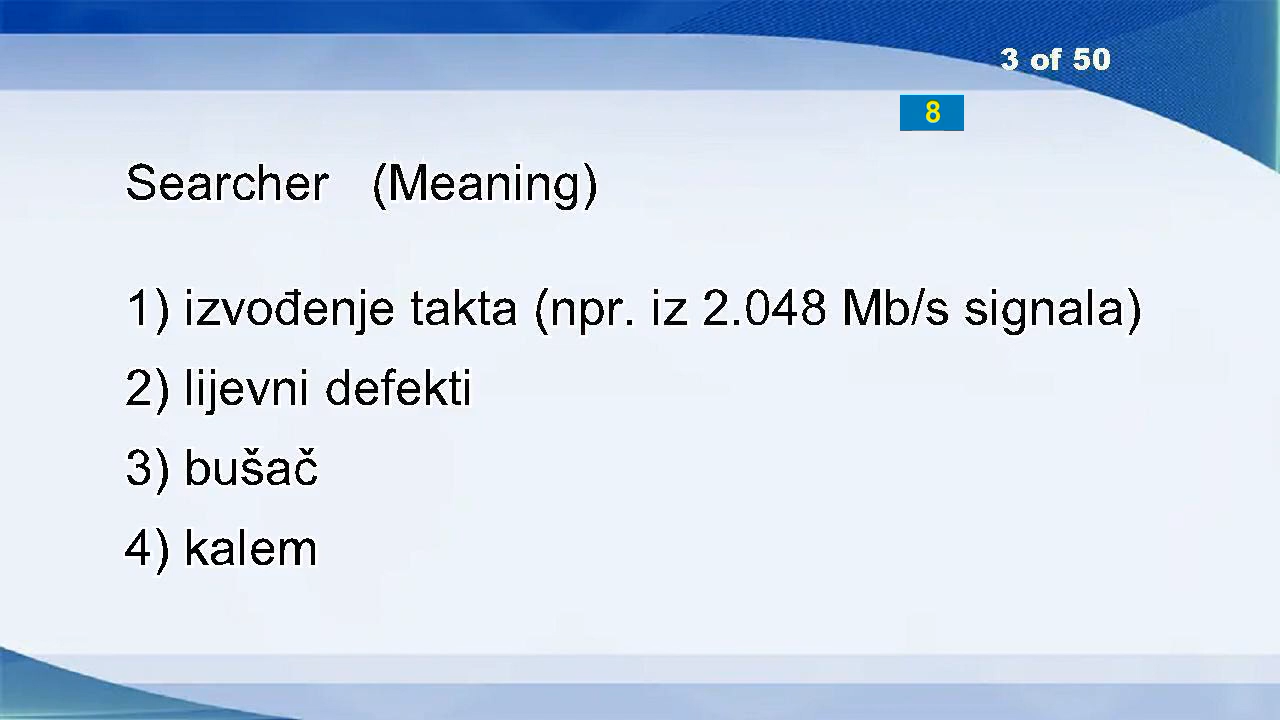 3 of 50
8
Searcher (Meaning)
1) izvođenje takta (npr. iz 2.048 Mb/s signala)
2) lijevni defekti
3) bušač
4) kalem